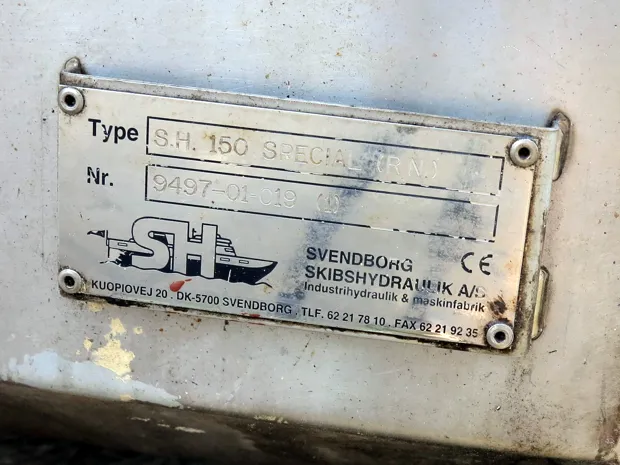 Type S.H. 150 SPECIAL (R.N.)
Nr. 9497-01-019 (1)
SH
SVENDBORG CE
SKIBSHYDRAULIK A/S
Industrihydraulik & maskinfabrik
KUOPIOVEJ 20 . DK-5700 SVENDBORG . TLF. 62 21 78 10 . FAX 62 21 92 35